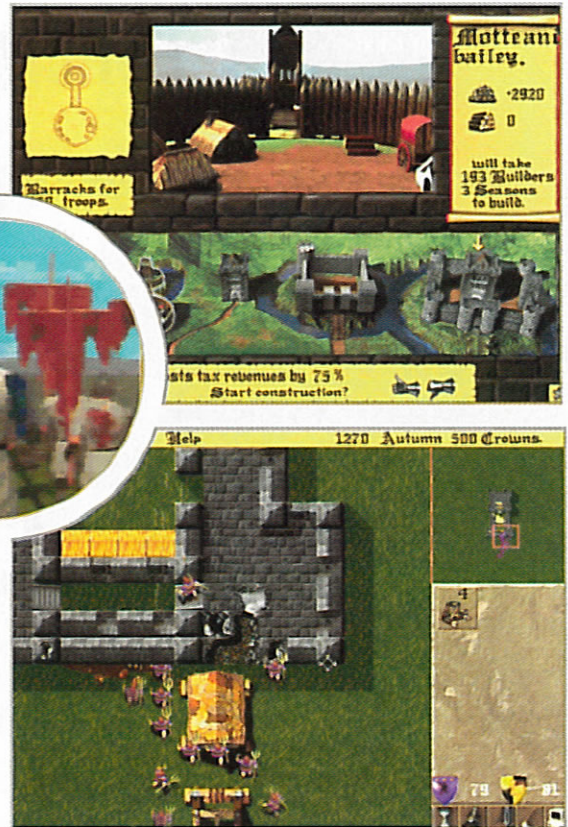 Motte and
bailey.
+2920
0
will take
193 Builders
3 Seasons
to build.
Barracks for
troops.
sts tax revenues by 75%
Start construction?
Help
1270 Autumn 500 Crowns.
4
79
81